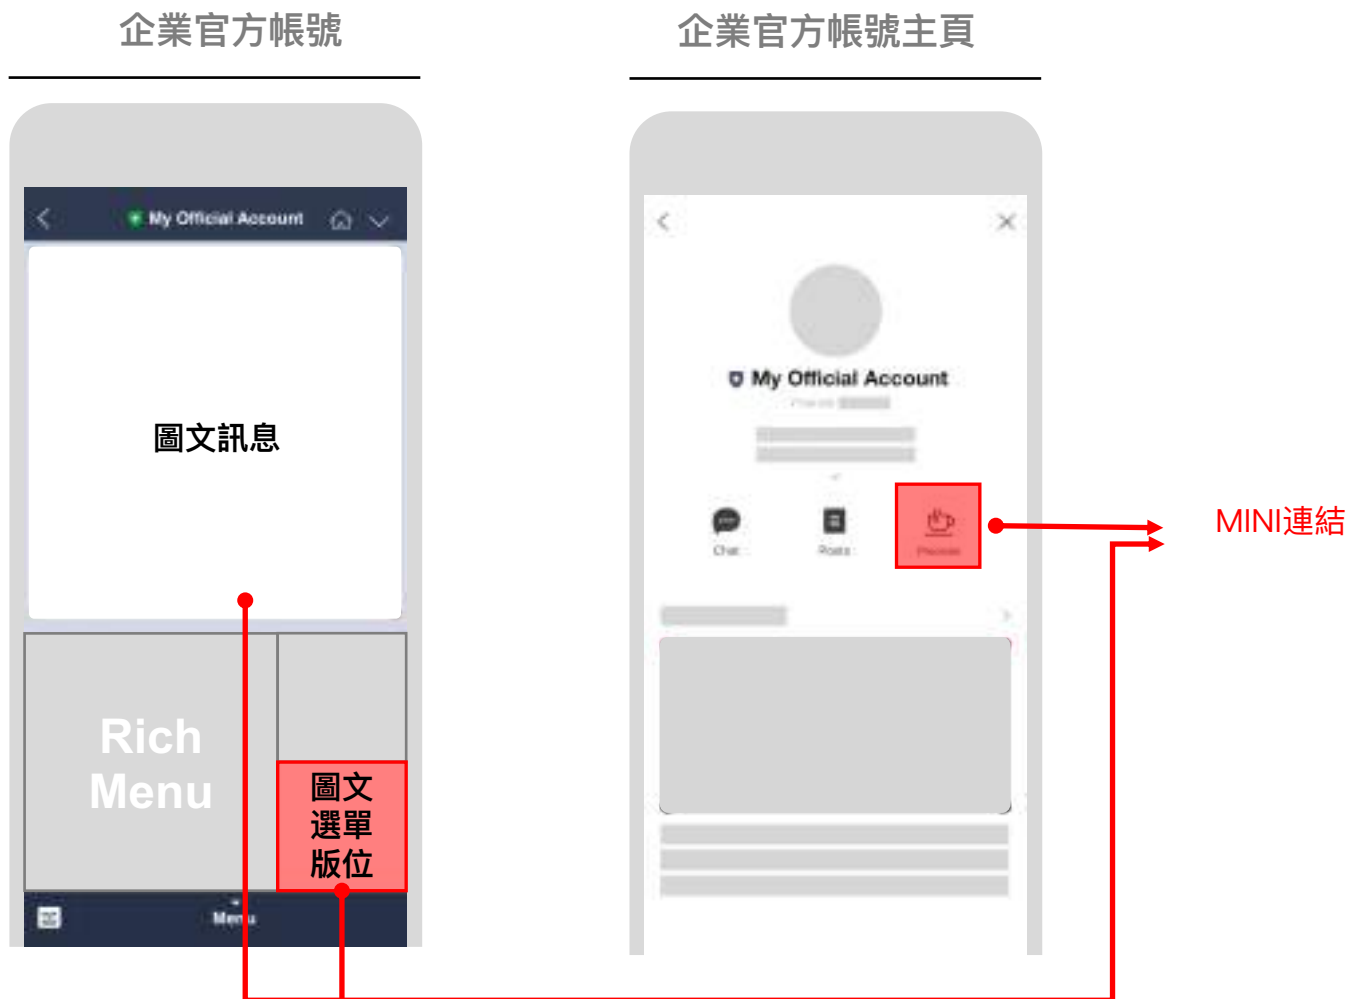 企業官方帳號
企業官方帳號主頁
My Official Account
圖文訊息
Rich
Menu
圖文
選單
版位
Menu
My Official Account
Chat
Posts
MINI連結